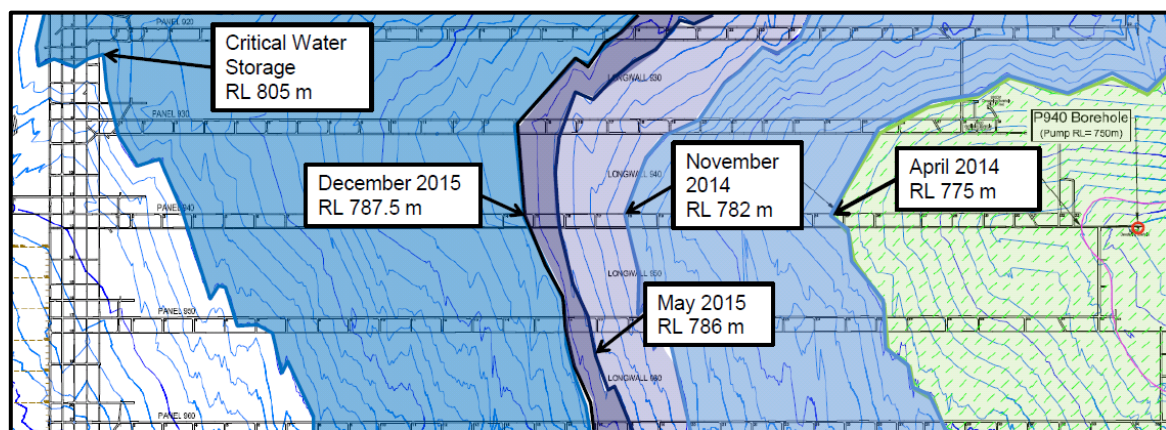 PANEL 920
Critical Water
Storage
RL 805 m
LONGWALL 930
PANEL 930
P940 Borehole
(Pump RL= 750m)
December 2015
RL 787.5 m
LONGWALL 940
November
2014
RL 782 m
April 2014
RL 775 m
PANEL 940
LONGWALL 950
May 2015
RL 786 m
PANEL 950
LONGWALL 960
PANEL 960